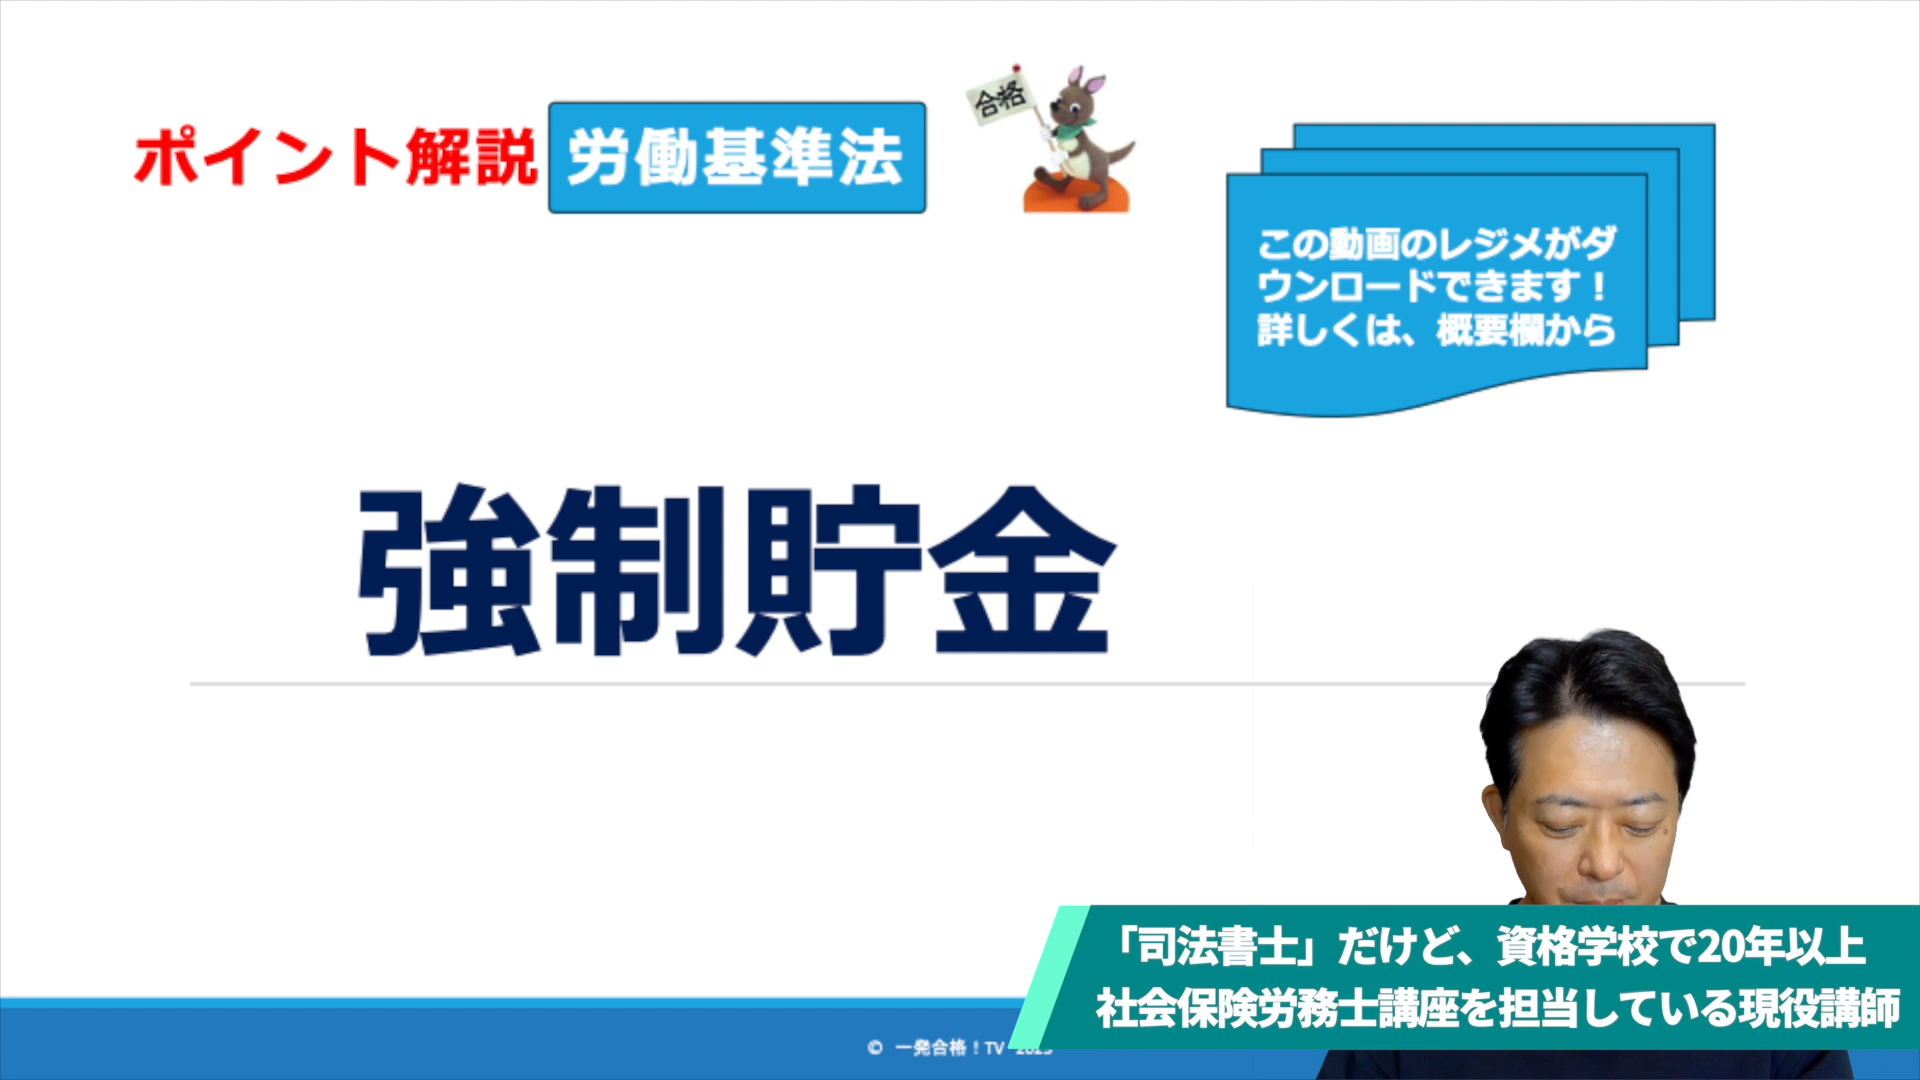 ポイント解説 労働基準法
合格
この動画のレジメがダ
ウンロードできます！
詳しくは、概要欄から
強制貯金
「司法書士」だけど、資格学校で20年以上
社会保険労務士講座を担当している現役講師
© 一発合格！TV